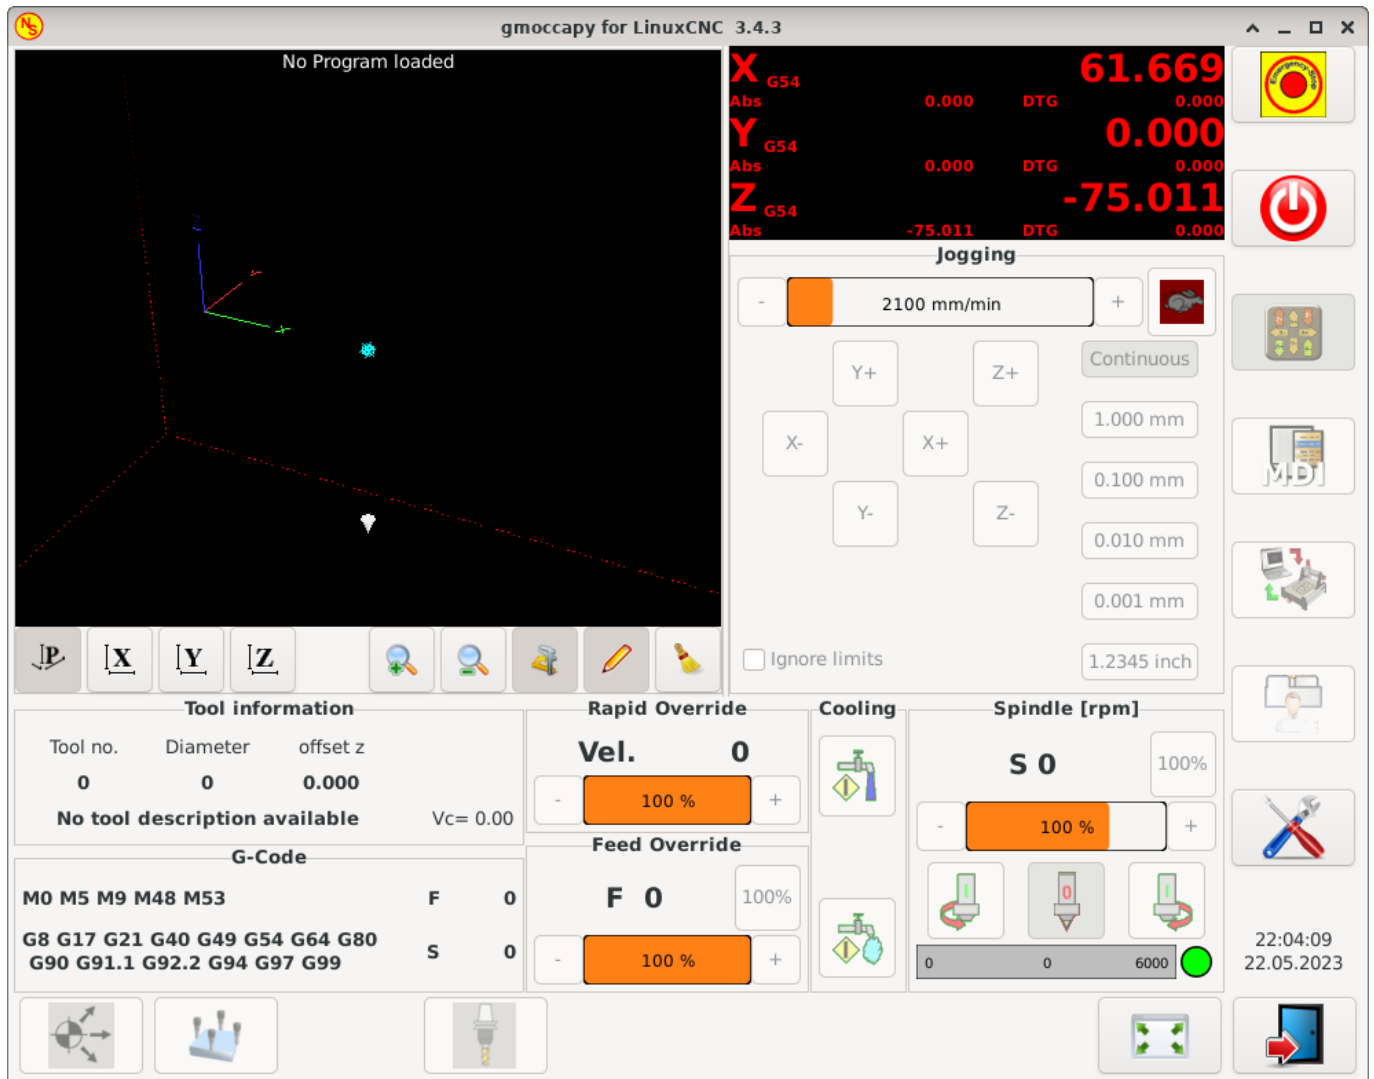 gmoccapy for LinuxCNC 3.4.3
No Program loaded
X G54 61.669
Abs 0.000 DTG 0.000
Y G54 0.000
Abs 0.000 DTG 0.000
Z G54 -75.011
Abs -75.011 DTG 0.000
Emergency-Stop
Jogging
- 2100 mm/min +
Y+ Z+ Continuous
X- X+ 1.000 mm
0.100 mm
Y- Z- 0.010 mm
0.001 mm
Ignore limits 1.2345 inch
MDI
Z
Y
X
P X Y Z
Tool information
Tool no. Diameter offset z
0 0 0.000
No tool description available Vc= 0.00
G-Code
M0 M5 M9 M48 M53 F 0
G8 G17 G21 G40 G49 G54 G64 G80
G90 G91.1 G92.2 G94 G97 G99 S 0
Rapid Override
Vel. 0
- 100 % +
Feed Override
F 0 100%
- 100 % +
Cooling
Spindle [rpm]
S 0 100%
- 100 % +
I 0 I
0 0 6000
22:04:09
22.05.2023